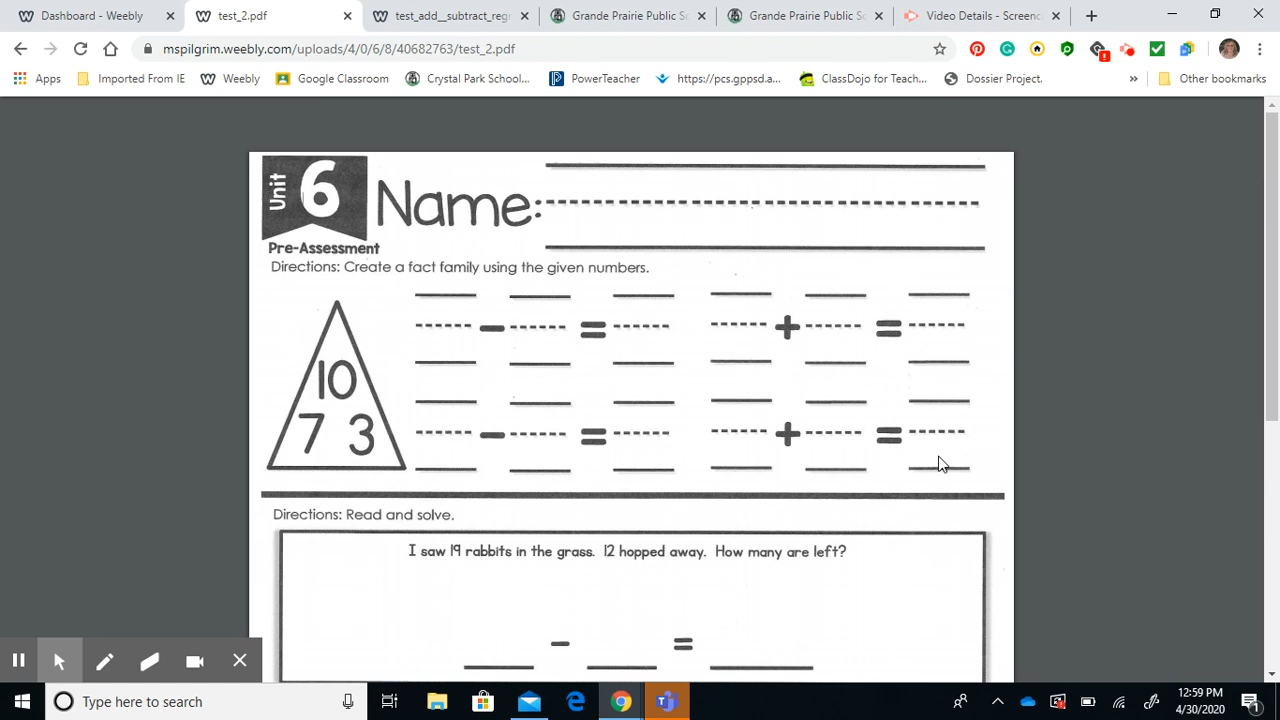 Dashboard - Weebly
test_2.pdf
test_add__subtract_regr
Grande Prairie Public Sc
Grande Prairie Public Sc
Video Details - Screenca
mspilgrim.weebly.com/uploads/4/0/6/8/40682763/test_2.pdf
Apps
Imported From IE
Weebly
Google Classroom
Crystal Park School...
PowerTeacher
https://pcs.gppsd.a...
ClassDojo for Teach...
Dossier Project.
»
Other bookmarks
Unit 6
Name:
Pre-Assessment
Directions: Create a fact family using the given numbers.
- = + =
10
7 3
- = + =
Directions: Read and solve.
I saw 19 rabbits in the grass. 12 hopped away. How many are left?
- =
Type here to search
12:59 PM
4/30/2020
1